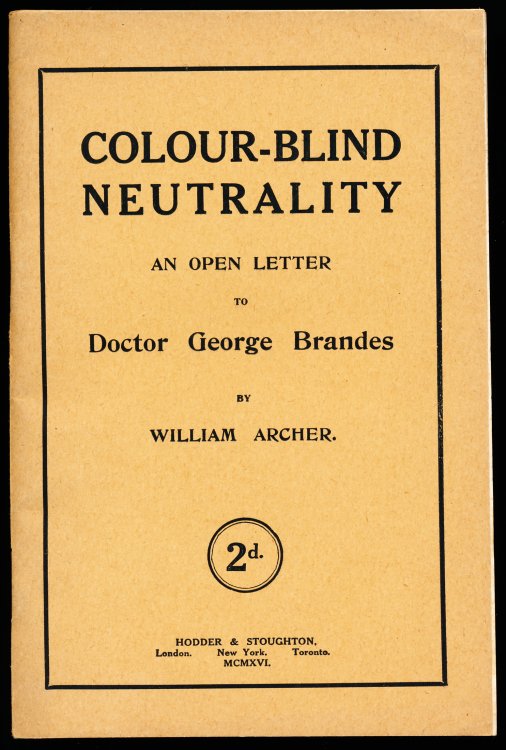 COLOUR-BLIND
NEUTRALITY
AN OPEN LETTER
TO
Doctor George Brandes
BY
WILLIAM ARCHER.
2d.
HODDER & STOUGHTON,
London. New York. Toronto.
MCMXVI.